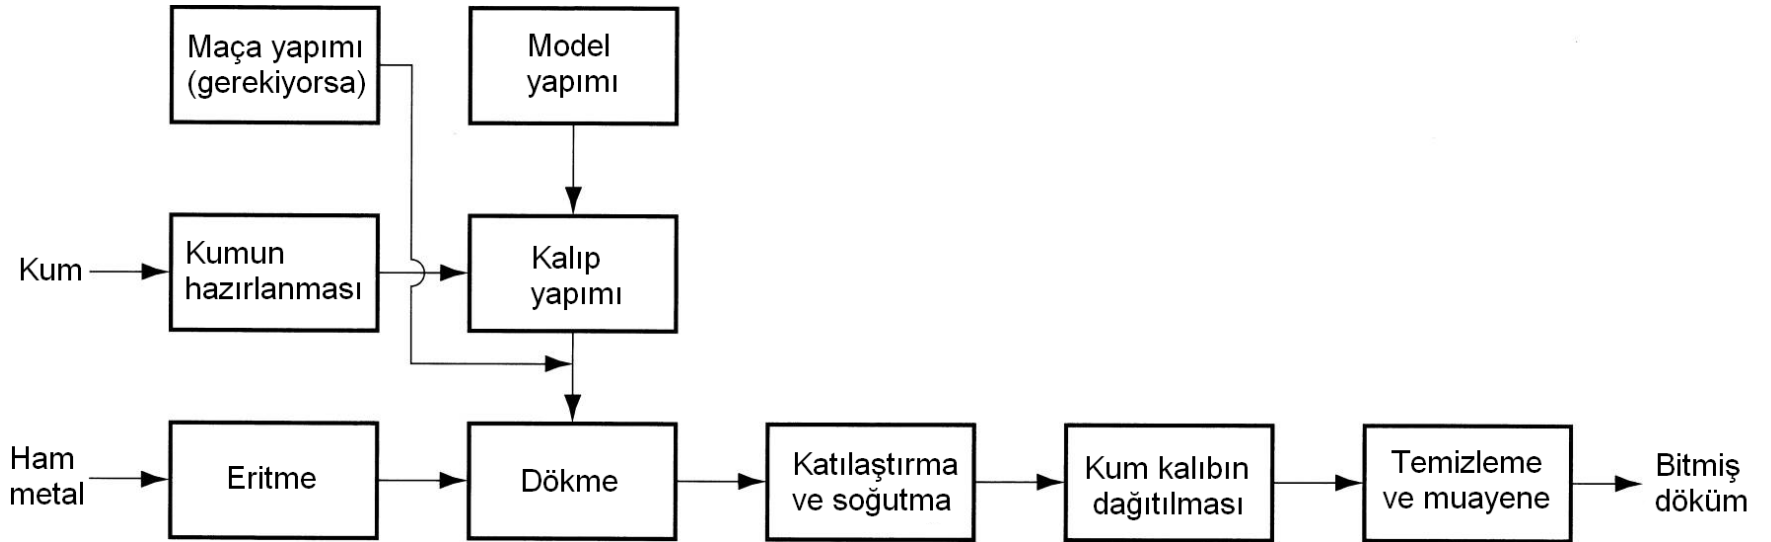 Maça yapımı
(gerekiyorsa)
Model
yapımı
Kum
Kumun
hazırlanması
Kalıp
yapımı
Ham
metal
Eritme
Dökme
Katılaştırma
ve soğutma
Kum kalıbın
dağıtılması
Temizleme
ve muayene
Bitmiş
döküm